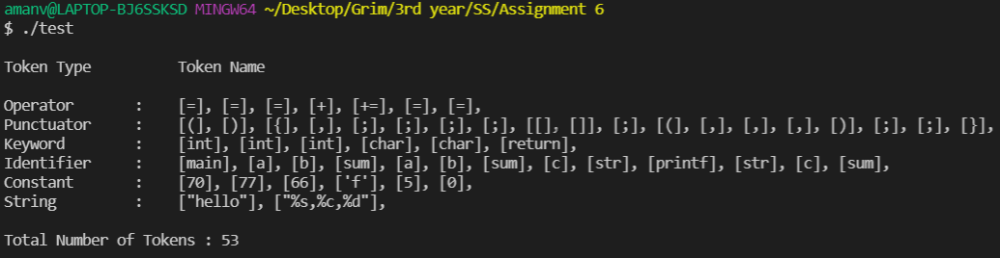 amanv@LAPTOP-BJ6SSKSD MINGW64 ~/Desktop/Grim/3rd year/SS/Assignment 6
$ ./test
Token Type Token Name
Operator : [=], [=], [=], [+], [+=], [=], [=],
Punctuator : [(], [)], [{], [,], [;], [;], [;], [;], [[], []], [;], [(], [,], [,], [,], [)], [;], [;], [}],
Keyword : [int], [int], [int], [char], [char], [return],
Identifier : [main], [a], [b], [sum], [a], [b], [sum], [c], [str], [printf], [str], [c], [sum],
Constant : [70], [77], [66], ['f'], [5], [0],
String : ["hello"], ["%s,%c,%d"],
Total Number of Tokens : 53